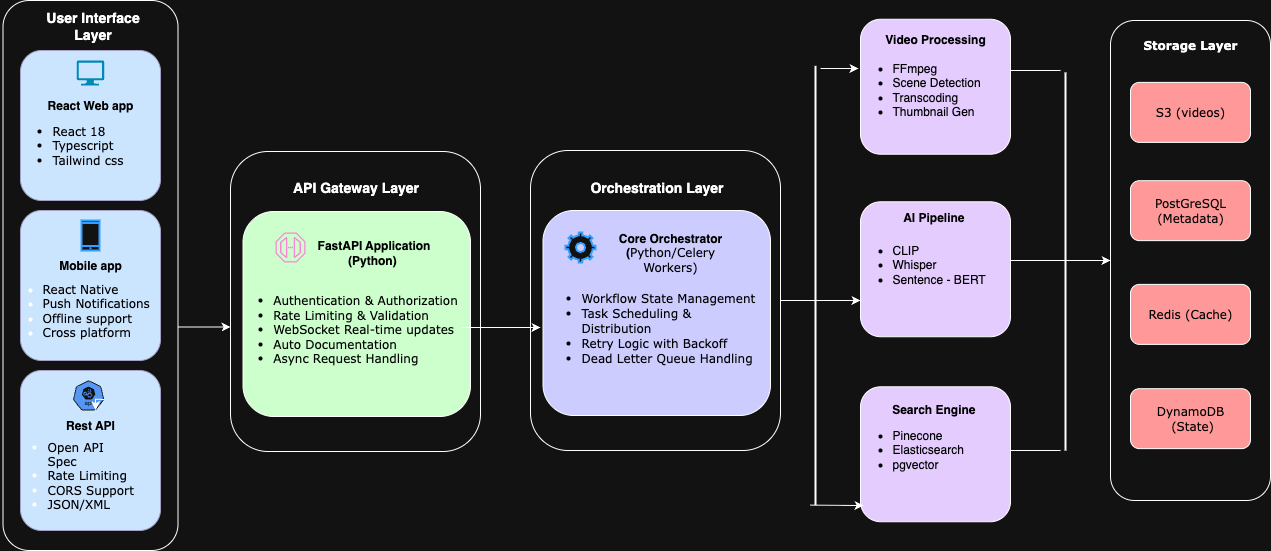 User Interface
Layer
React Web app
React 18
Typescript
Tailwind css
Mobile app
React Native
Push Notifications
Offline support
Cross platform
Rest API
Open API
Spec
Rate Limiting
CORS Support
JSON/XML
API Gateway Layer
FastAPI Application
(Python)
Authentication & Authorization
Rate Limiting & Validation
WebSocket Real-time updates
Auto Documentation
Async Request Handling
Orchestration Layer
Core Orchestrator
(Python/Celery
Workers)
Workflow State Management
Task Scheduling &
Distribution
Retry Logic with Backoff
Dead Letter Queue Handling
Video Processing
FFmpeg
Scene Detection
Transcoding
Thumbnail Gen
AI Pipeline
CLIP
Whisper
Sentence - BERT
Search Engine
Pinecone
Elasticsearch
pgvector
Storage Layer
S3 (videos)
PostGreSQL
(Metadata)
Redis (Cache)
DynamoDB
(State)